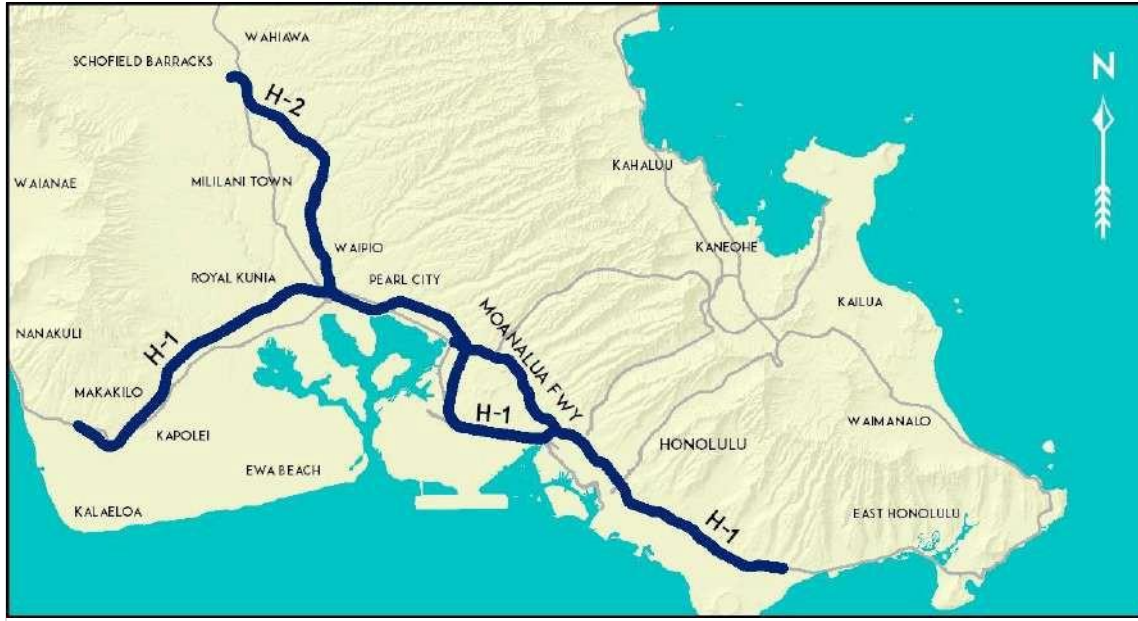 WAHIAWA
SCHOFIELD BARRACKS
N
H-2
KAHALUU
WAIANAE
MILILANI TOWN
WAIPIO
KANEOHE
ROYAL KUNIA
PEARL CITY
KAILUA
NANAKULI
H-1
MOANALUA FWY
MAKAKILO
H-1
KAPOLEI
HONOLULU
WAIMANALO
EWA BEACH
KALAELOA
H-1
EAST HONOLULU